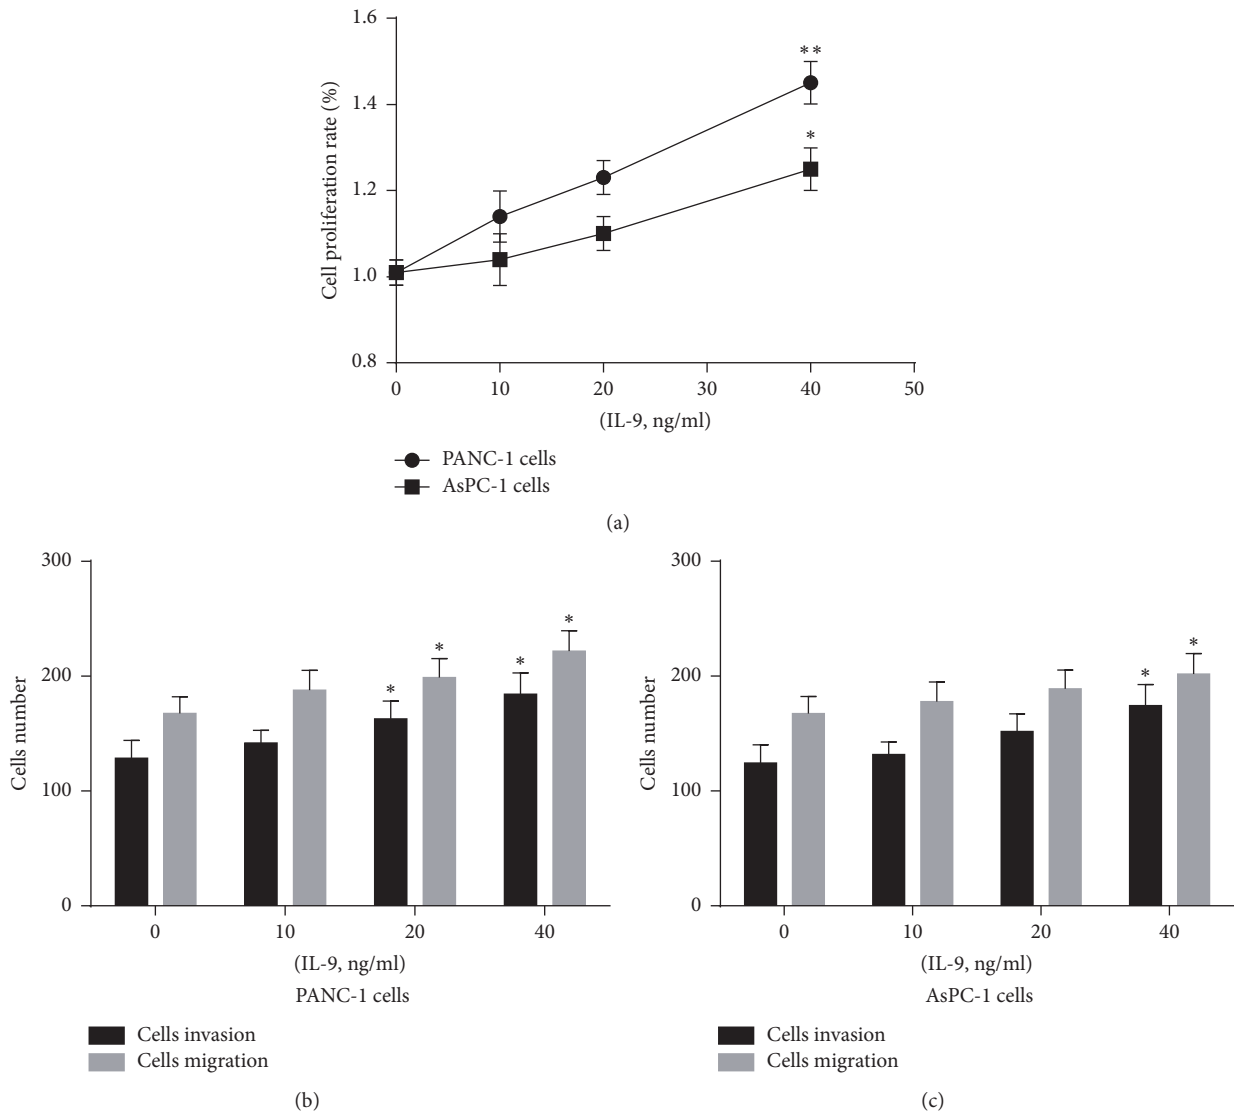 1.6
**
1.4
*
1.2
1.0
0.8
Cell proliferation rate (%)
0 10 20 30 40 50
(IL-9, ng/ml)
PANC-1 cells
AsPC-1 cells
(a)
300
200
100
0
Cells number
* * * *
0 10 20 40
(IL-9, ng/ml)
PANC-1 cells
Cells invasion
Cells migration
(b)
300
200
100
0
Cells number
* *
0 10 20 40
(IL-9, ng/ml)
AsPC-1 cells
Cells invasion
Cells migration
(c)